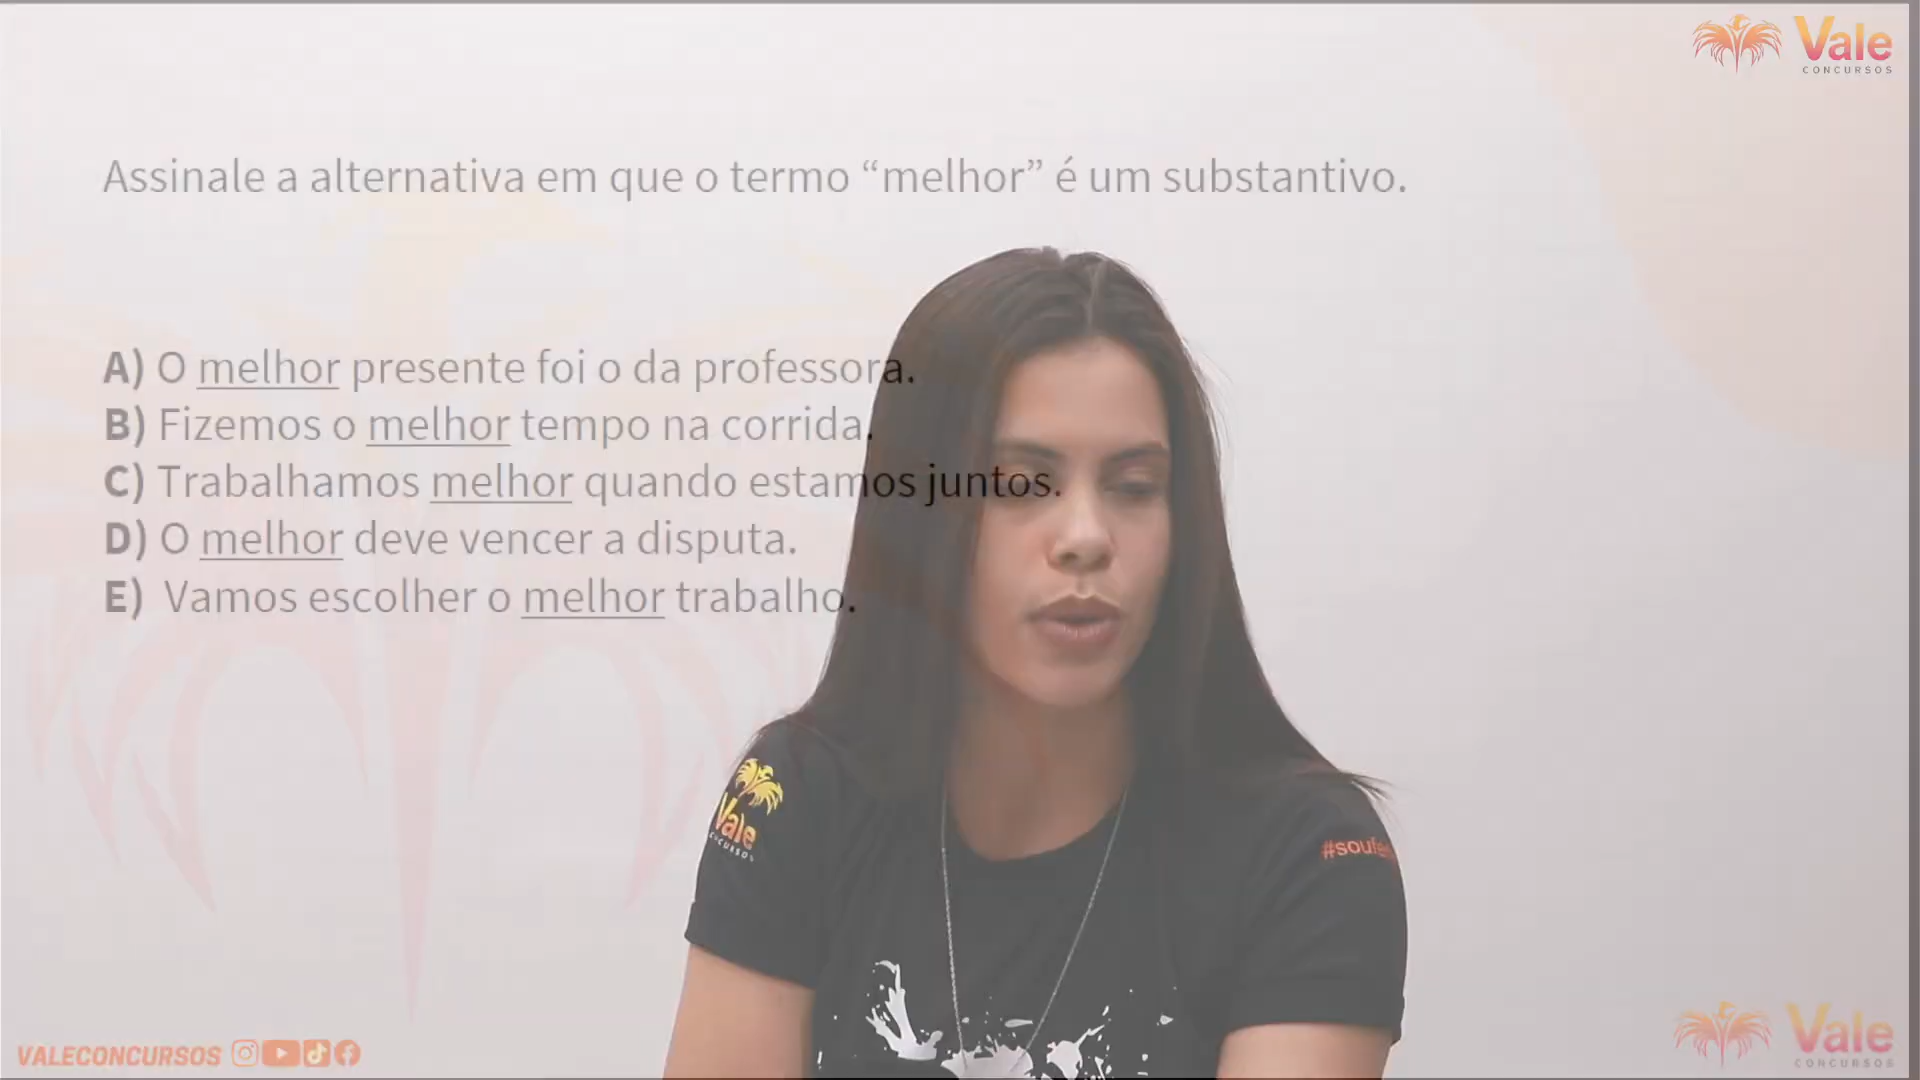 Vale
CONCURSOS
Assinale a alternativa em que o termo “melhor” é um substantivo.
A) O melhor presente foi o da professora.
B) Fizemos o melhor tempo na corrida.
C) Trabalhamos melhor quando estamos juntos.
D) O melhor deve vencer a disputa.
E) Vamos escolher o melhor trabalho.
Vale
CONCURSOS
VALECONCURSOS
Vale
CONCURSOS